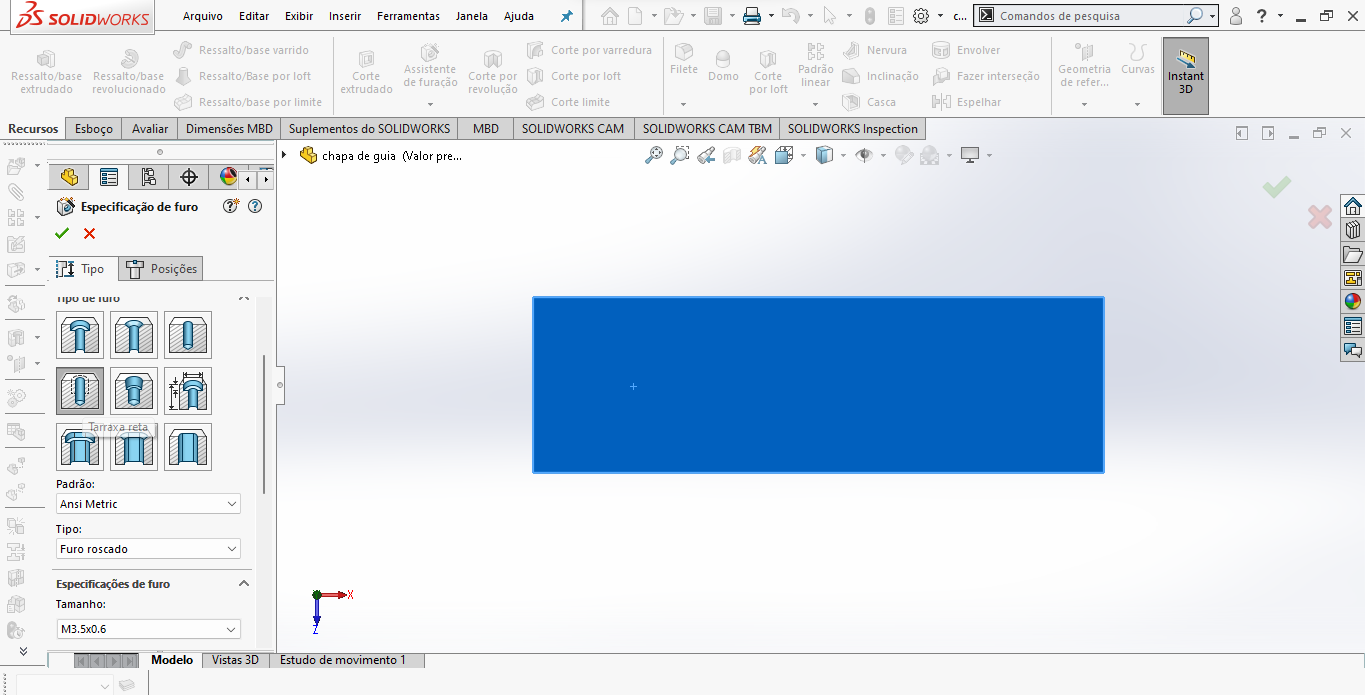 SOLIDWORKS
Arquivo Editar Exibir Inserir Ferramentas Janela Ajuda
c...
Comandos de pesquisa
Ressalto/base extrudado
Ressalto/base revolucionado
Ressalto/base varrido
Ressalto/Base por loft
Ressalto/base por limite
Corte extrudado
Assistente de furação
Corte por revolução
Corte por varredura
Corte por loft
Corte limite
Filete
Domo
Corte por loft
Padrão linear
Nervura
Inclinação
Casca
Envolver
Fazer interseção
Espelhar
Geometria de refer...
Curvas
Instant 3D
Recursos Esboço Avaliar Dimensões MBD Suplementos do SOLIDWORKS MBD SOLIDWORKS CAM SOLIDWORKS CAM TBM SOLIDWORKS Inspection
chapa de guia (Valor pre...
Especificação de furo
Tipo Posições
Tipo de furo
Tarraxa reta
Padrão:
Ansi Metric
Tipo:
Furo roscado
Especificações de furo
Tamanho:
M3.5x0.6
X
Z
Modelo Vistas 3D Estudo de movimento 1